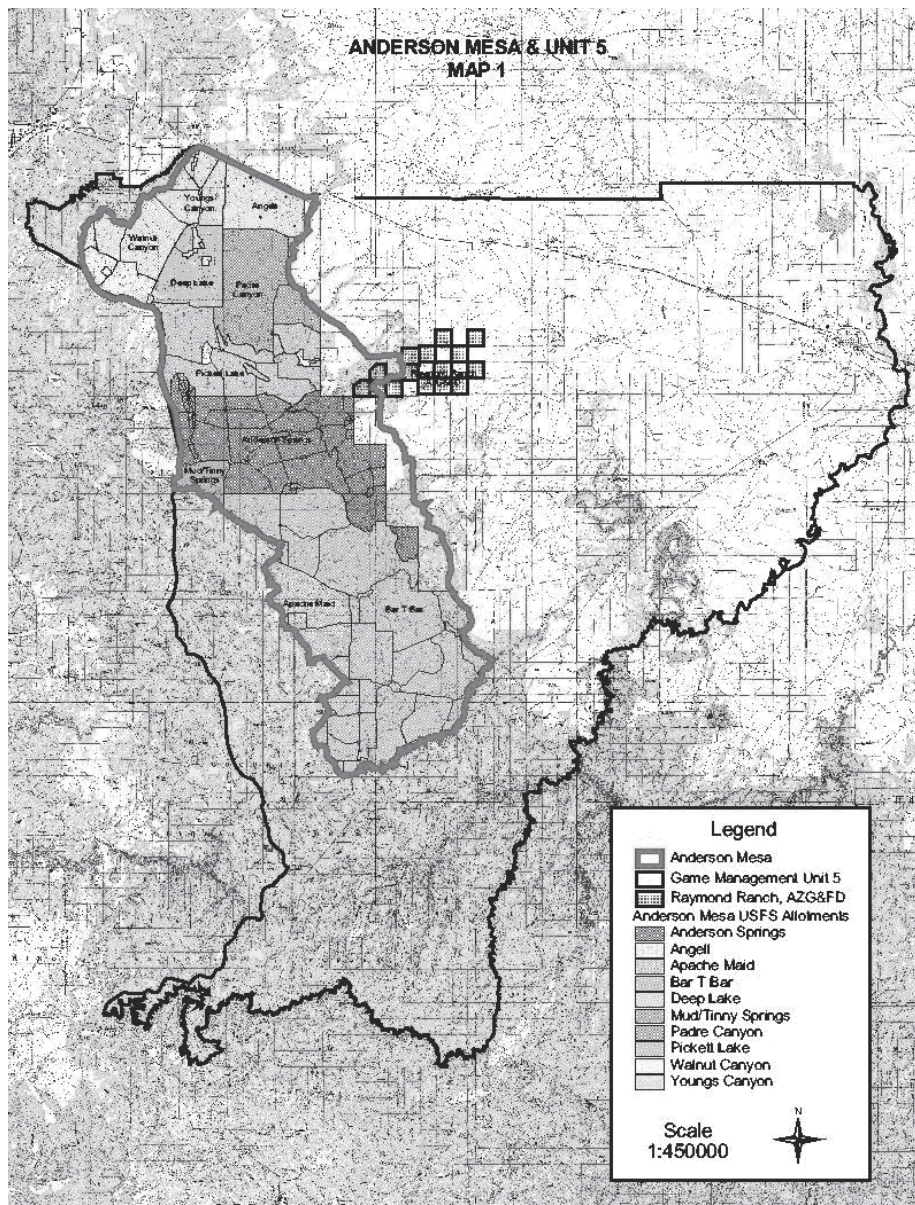 ANDERSON MESA & UNIT 5
MAP 1
Youngs
Canyon
Angell
Walnut
Canyon
Deep Lake
Padre
Canyon
Pickett Lake
Anderson Springs
Mud/Tinny
Springs
Apache Maid
Bar T Bar
Legend
Anderson Mesa
Game Management Unit 5
Raymond Ranch, AZG&FD
Anderson Mesa USFS Allotments
Anderson Springs
Angell
Apache Maid
Bar T Bar
Deep Lake
Mud/Tinny Springs
Padre Canyon
Pickett Lake
Walnut Canyon
Youngs Canyon
Scale
1:450000
N